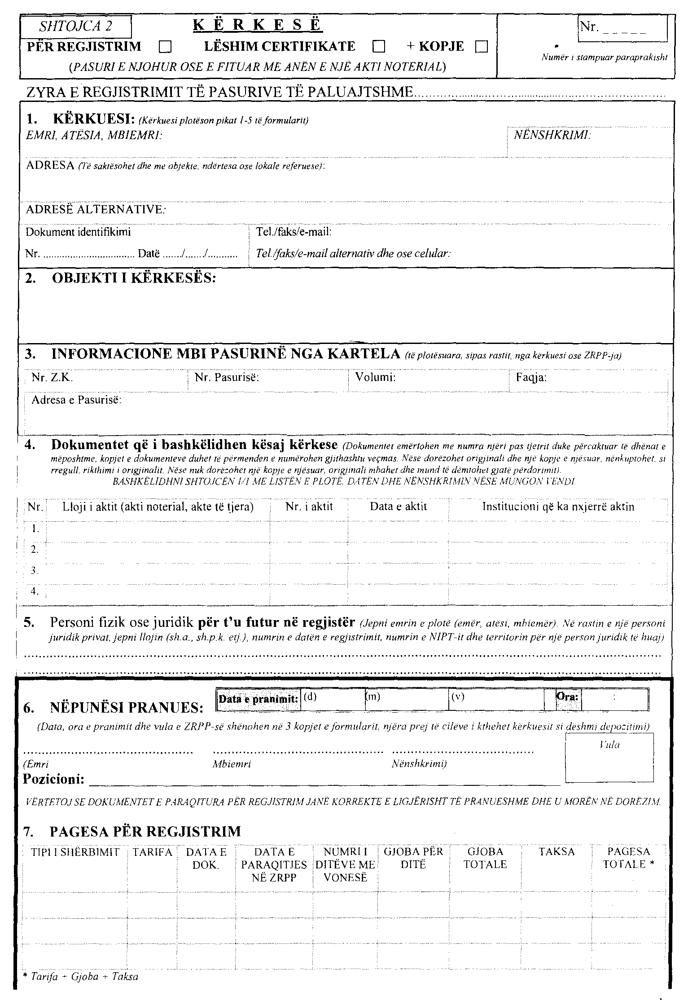 SHTOJCA 2
K Ë R K E S Ë
Nr. _ _ _ _ _
PËR REGJISTRIM ☐ LËSHIM CERTIFIKATE ☐ + KOPJE ☐
Numër i stampuar paraprakisht
(PASURI E NJOHUR OSE E FITUAR ME ANËN E NJË AKTI NOTERIAL)
ZYRA E REGJISTRIMIT TË PASURIVE TË PALUAJTSHME..........................................................................
1. KËRKUESI: (Kërkuesi plotëson pikat 1-5 të formularit)
EMRI, ATËSIA, MBIEMRI:
NËNSHKRIMI:
ADRESA (Të saktësohet dhe me objekte, ndërtesa ose lokale referuese):
ADRESË ALTERNATIVE:
Dokument identifikimi
Tel./faks/e-mail:
Nr. .................................. Datë ......./......./...........
Tel./faks/e-mail alternativ dhe ose celular:
2. OBJEKTI I KËRKESËS:
3. INFORMACIONE MBI PASURINË NGA KARTELA (të plotësuara, sipas rastit, nga kërkuesi ose ZRPP-ja)
Nr. Z.K. Nr. Pasurisë: Volumi: Faqja:
Adresa e Pasurisë:
4. Dokumentet që i bashkëlidhen kësaj kërkese (Dokumentet emërtohen me numra njëri pas tjetrit duke përcaktuar të dhënat e
mëposhtme, kopjet e dokumenteve duhet të përmenden e numërohen gjithashtu veçmas. Nëse dorëzohet origjinali dhe një kopje e njësuar, nënkuptohet, si
rregull, rikthimi i origjinalit. Nëse nuk dorëzohet një kopje e njësuar, origjinali mbahet dhe mund të dëmtohet gjatë përdorimit).
BASHKËLIDHNI SHTOJCËN 1/1 ME LISTËN E PLOTË, DATËN DHE NËNSHKRIMIN NËSE MUNGON VENDI.
Nr. Lloji i aktit (akti noterial, akte të tjera) Nr. i aktit Data e aktit Institucioni që ka nxjerrë aktin
1.
2.
3.
4.
5. Personi fizik ose juridik për t'u futur në regjistër (Jepni emrin e plotë (emër, atësi, mbiemër). Në rastin e një personi
juridik privat, jepni llojin (sh.a., sh.p.k. etj.), numrin e datën e regjistrimit, numrin e NIPT-it dhe territorin për një person juridik të huaj)
6. NËPUNËSI PRANUES: Data e pranimit: (d) (m) (v) Ora: :
(Data, ora e pranimit dhe vula e ZRPP-së shënohen në 3 kopjet e formularit, njëra prej të cilëve i kthehet kërkuesit si dëshmi depozitimi)
Vula
(Emri Mbiemri Nënshkrimi)
Pozicioni:
VËRTETOJ SE DOKUMENTET E PARAQITURA PËR REGJISTRIM JANË KORREKTE E LIGJËRISHT TË PRANUESHME DHE U MORËN NË DORËZIM.
7. PAGESA PËR REGJISTRIM
TIPI I SHËRBIMIT TARIFA DATA E DATA E NUMRI I GJOBA PËR GJOBA TAKSA PAGESA
DOK. PARAQITJES DITËVE ME DITË TOTALE TOTALE *
NË ZRPP VONESË
* Tarifa + Gjoba + Taksa